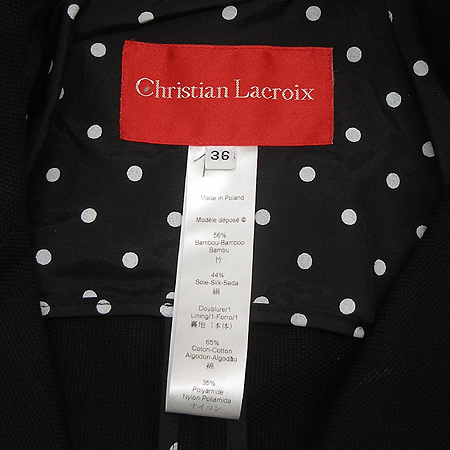 Christian Lacroix
36
Made in Poland
Modèle déposé ©
56%
Bambou-Bamboo
Bambu
竹
44%
Soie-Silk-Seda
絹
Doublure/1
Lining/1-Forro/1
裏地(本体)
65%
Coton-Cotton
Algodon-Algodão
綿
35%
Polyamide
Nylon Poliamida
ナイロン